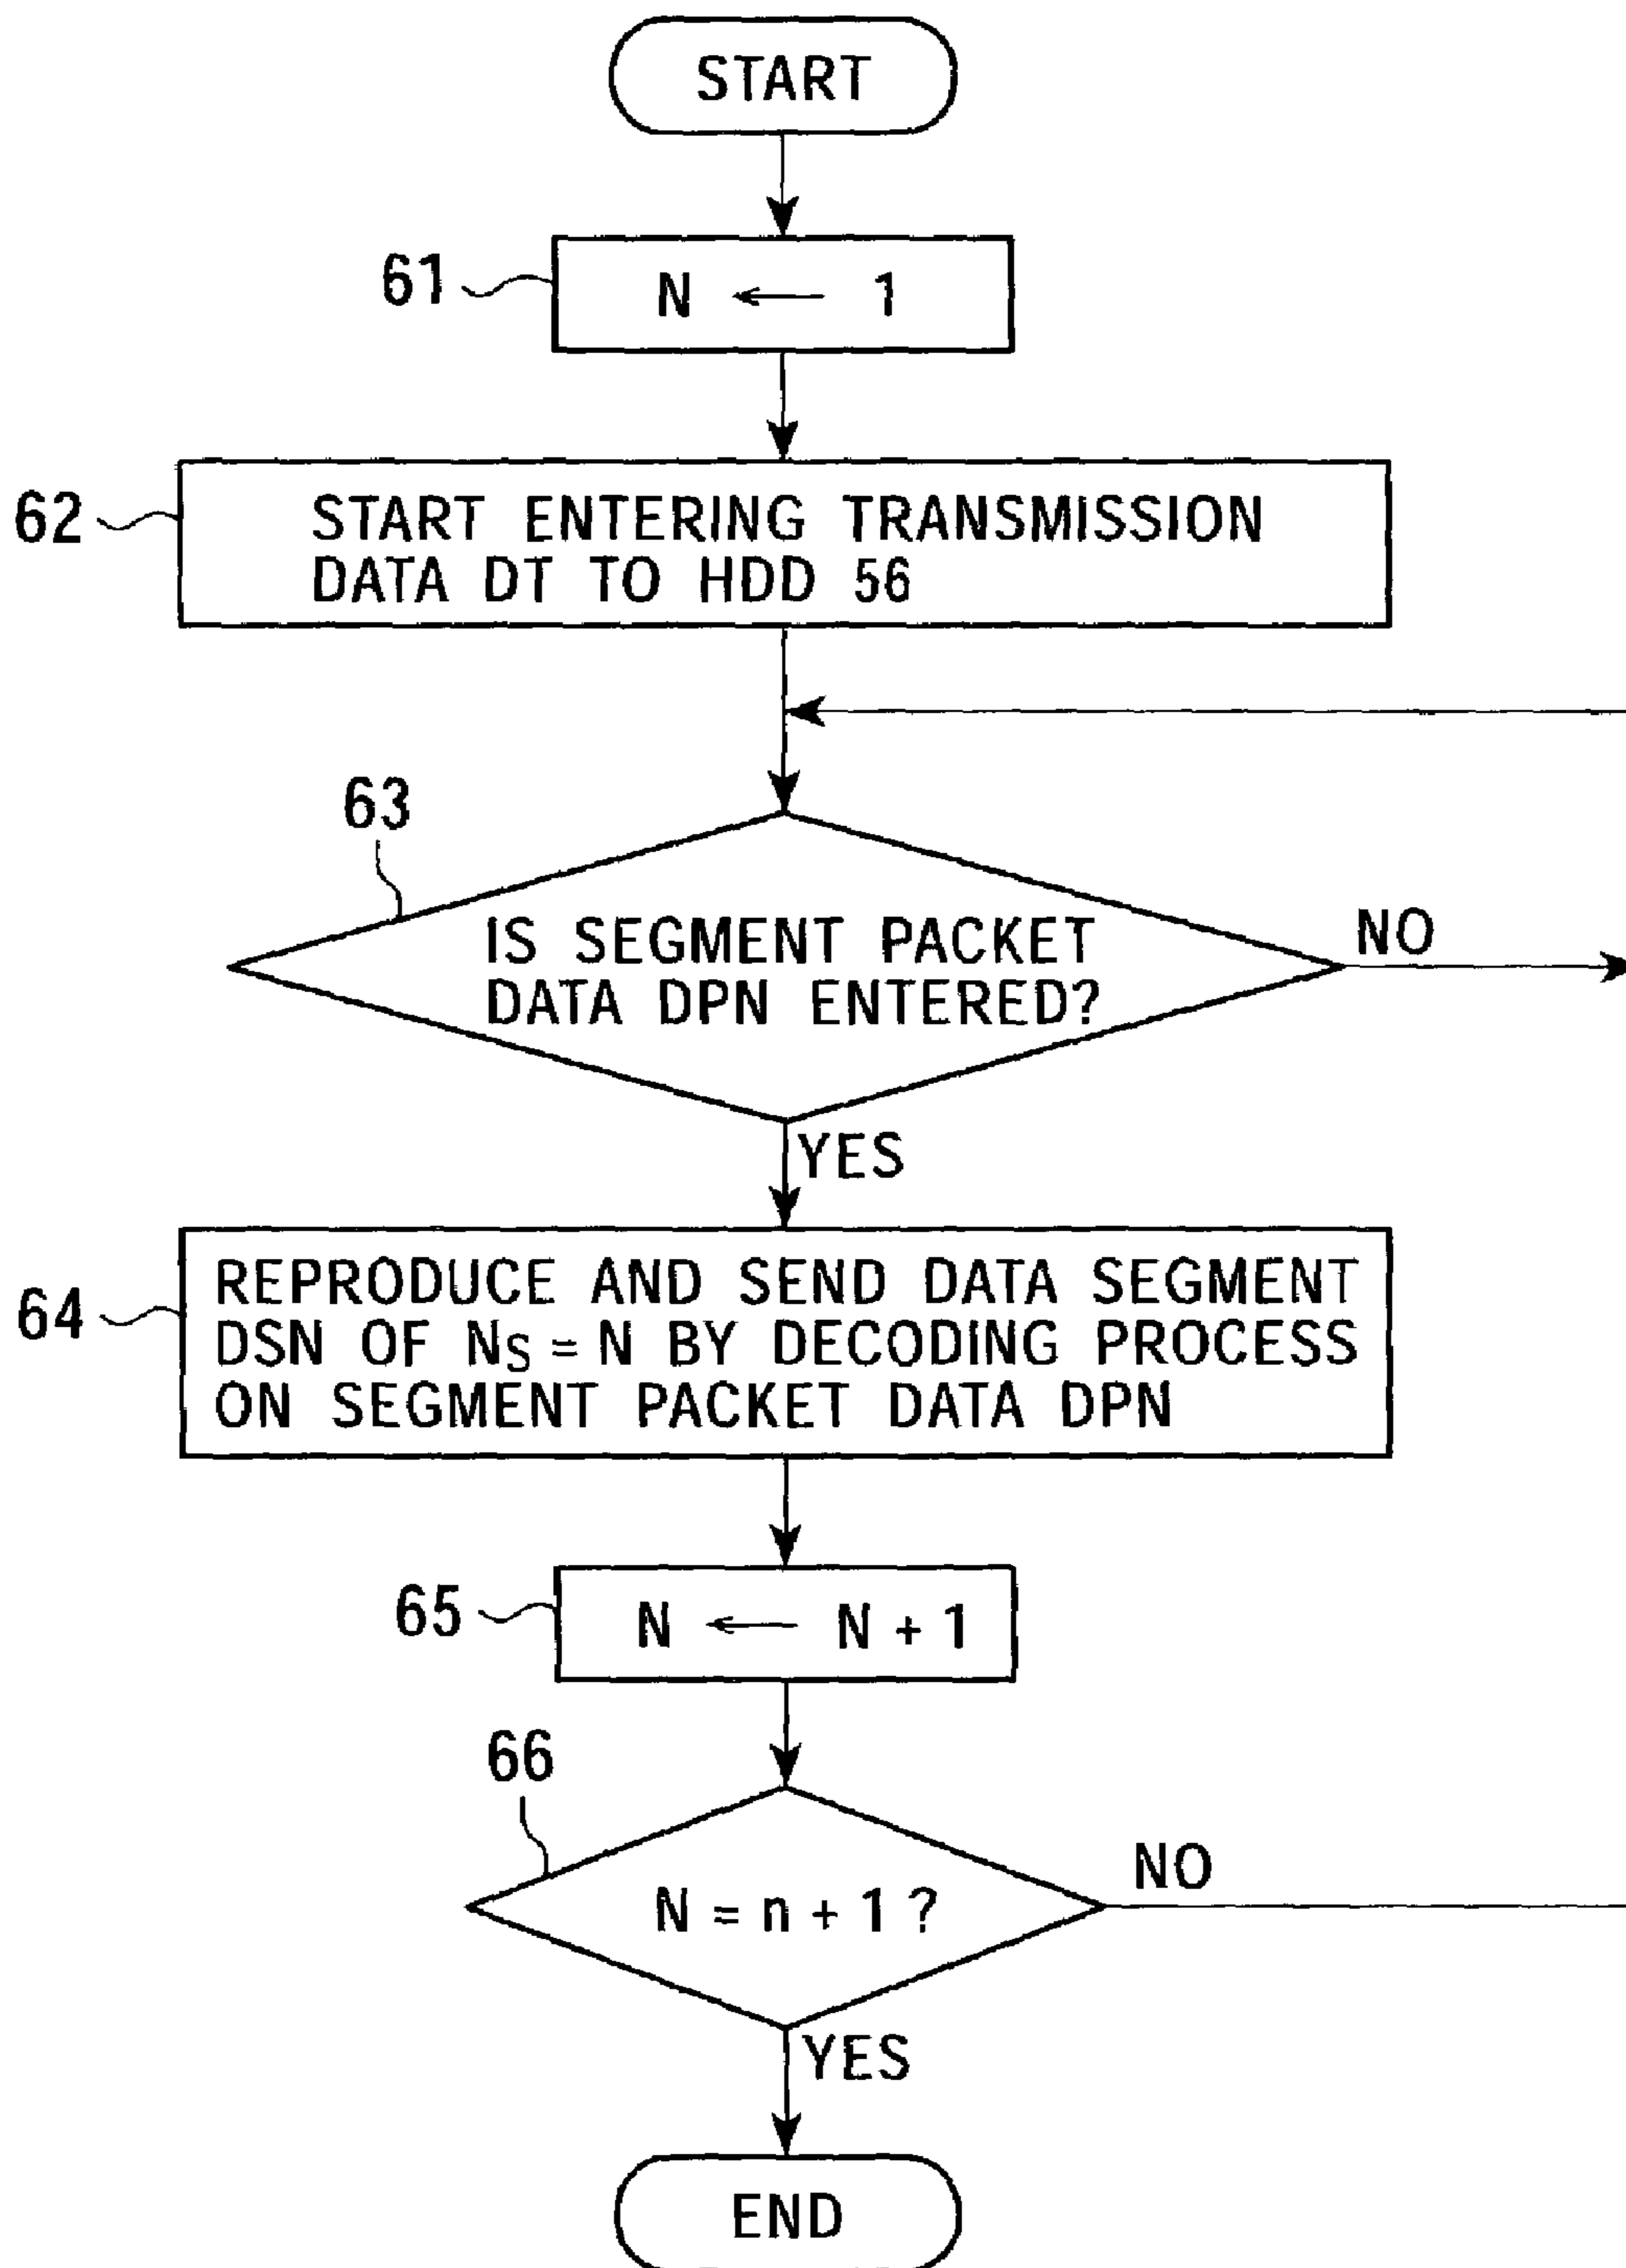 START
61
N ← 1
62
START ENTERING TRANSMISSION
DATA DT TO HDD 56
63
IS SEGMENT PACKET
DATA DPN ENTERED?
NO
YES
64
REPRODUCE AND SEND DATA SEGMENT
DSN OF NS = N BY DECODING PROCESS
ON SEGMENT PACKET DATA DPN
65
N ← N + 1
66
N = n + 1 ?
NO
YES
END